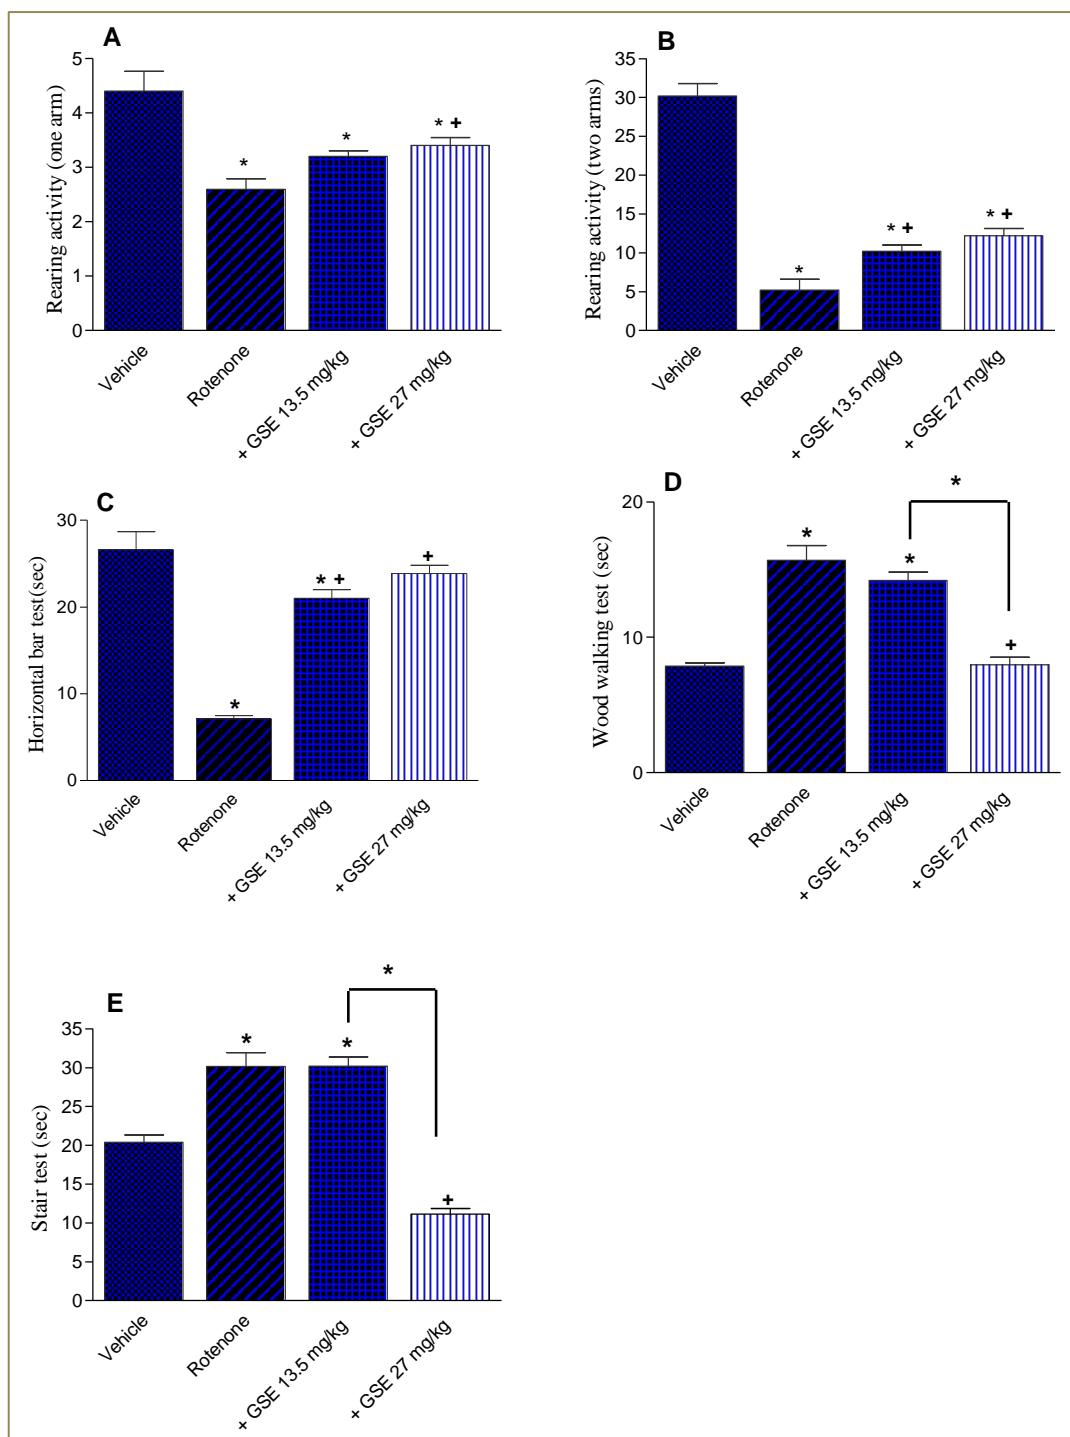 A
Rearing activity (one arm)
5
4
3
2
1
0
*
*
* +
Vehicle
Rotenone
+ GSE 13.5 mg/kg
+ GSE 27 mg/kg
B
Rearing activity (two arms)
35
30
25
20
15
10
5
0
*
* +
* +
Vehicle
Rotenone
+ GSE 13.5 mg/kg
+ GSE 27 mg/kg
C
Horizontal bar test(sec)
30
20
10
0
*
* +
+
Vehicle
Rotenone
+ GSE 13.5 mg/kg
+ GSE 27 mg/kg
D
Wood walking test (sec)
20
10
0
*
*
*
+
Vehicle
Rotenone
+ GSE 13.5 mg/kg
+ GSE 27 mg/kg
E
Stair test (sec)
35
30
25
20
15
10
5
0
*
*
*
+
Vehicle
Rotenone
+ GSE 13.5 mg/kg
+ GSE 27 mg/kg